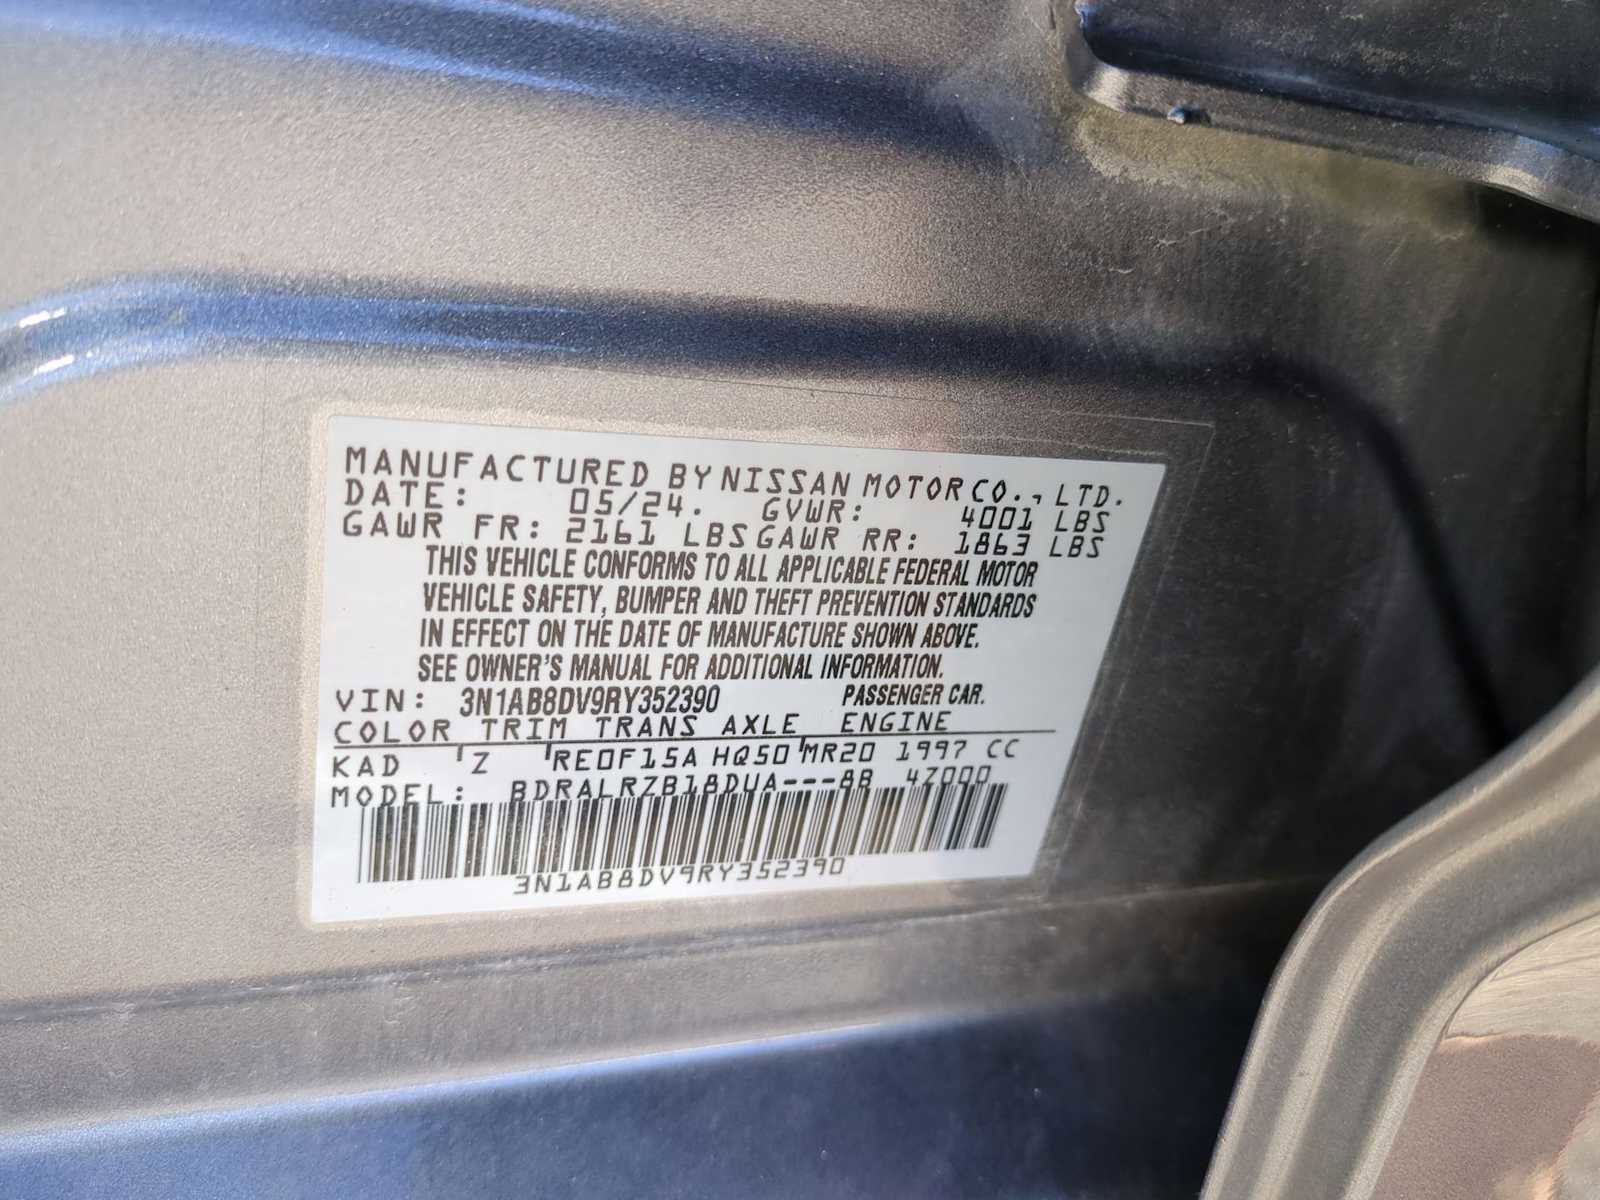 MANUFACTURED BY NISSAN MOTOR CO., LTD.
DATE: 05/24. GVWR: 4001 LBS
GAWR FR: 2161 LBS GAWR RR: 1863 LBS
THIS VEHICLE CONFORMS TO ALL APPLICABLE FEDERAL MOTOR
VEHICLE SAFETY, BUMPER AND THEFT PREVENTION STANDARDS
IN EFFECT ON THE DATE OF MANUFACTURE SHOWN ABOVE.
SEE OWNER'S MANUAL FOR ADDITIONAL INFORMATION.
VIN: 3N1AB8DV9RY352390 PASSENGER CAR.
COLOR TRIM TRANS AXLE ENGINE
KAD Z RE0F15A HQ50 MR20 1997 CC
MODEL: BDRALRZB18DUA---8B 4Z000
3N1AB8DV9RY352390